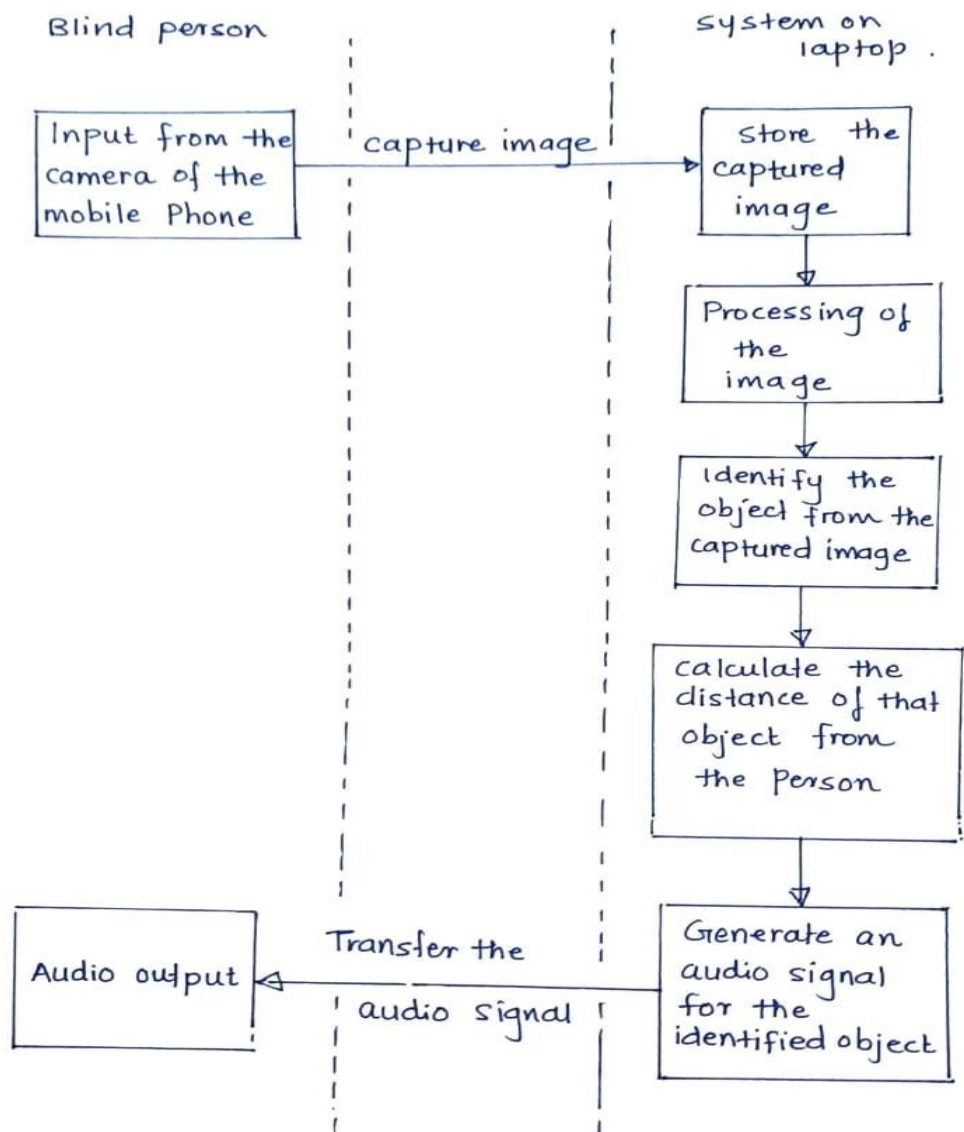 Blind person
system on
laptop.
Input from the
camera of the
mobile Phone
capture image
Store the
captured
image
Processing of
the
image
Identify the
object from the
captured image
calculate the
distance of that
object from
the Person
Generate an
audio signal
for the
identified object
Transfer the
audio signal
Audio output